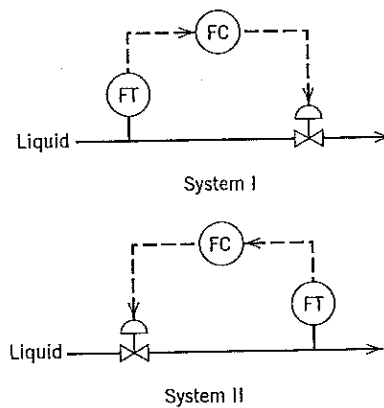 FC
FT
Liquid
System I
FC
FT
Liquid
System II